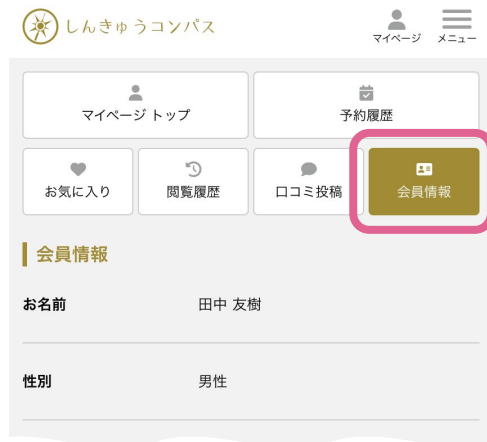 しんきゅうコンパス
マイページ メニュー
マイページ トップ 予約履歴
お気に入り 閲覧履歴 口コミ投稿 会員情報
会員情報
お名前 田中 友樹
性別 男性